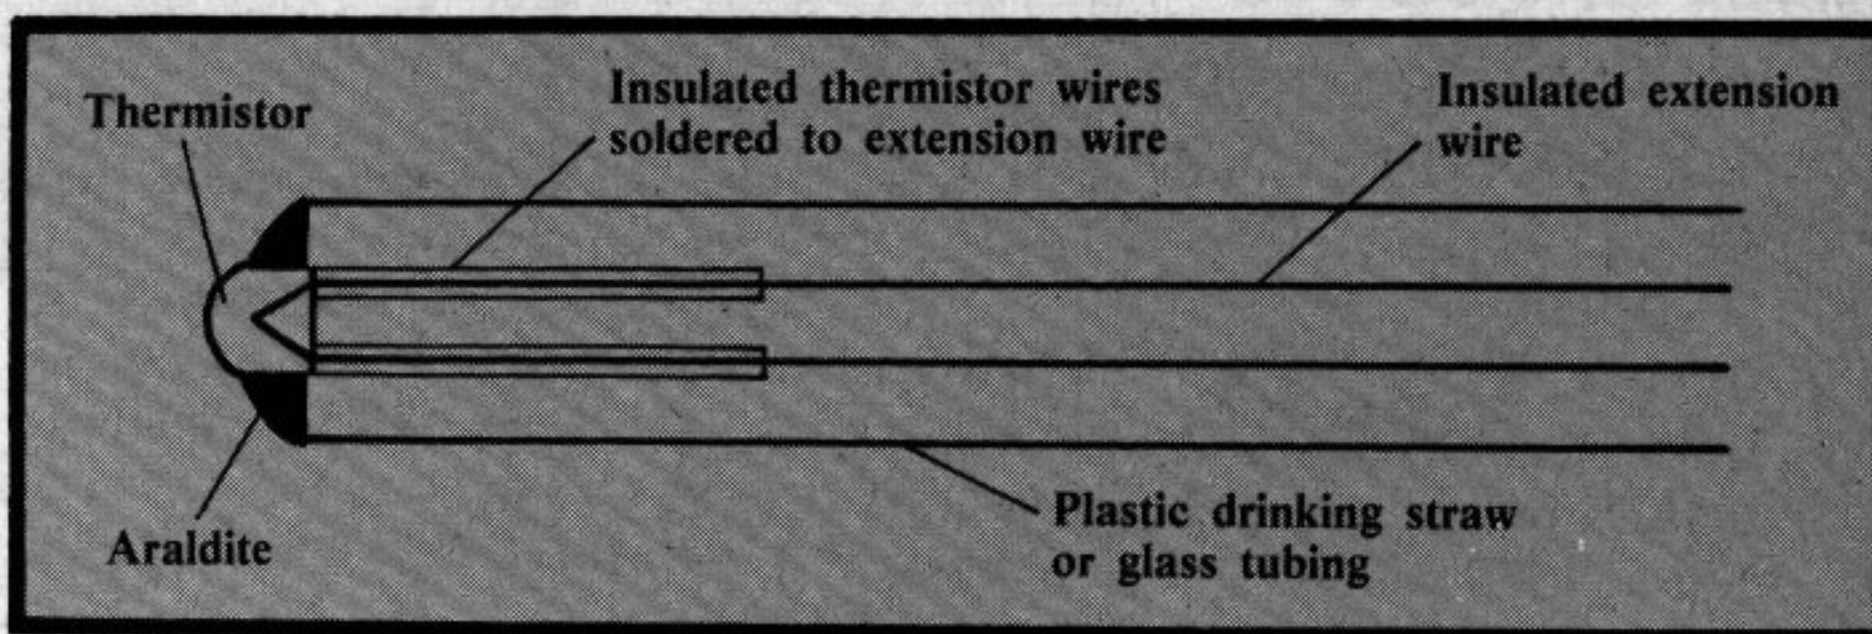 Thermistor
Insulated thermistor wires
soldered to extension wire
Insulated extension
wire
Araldite
Plastic drinking straw
or glass tubing